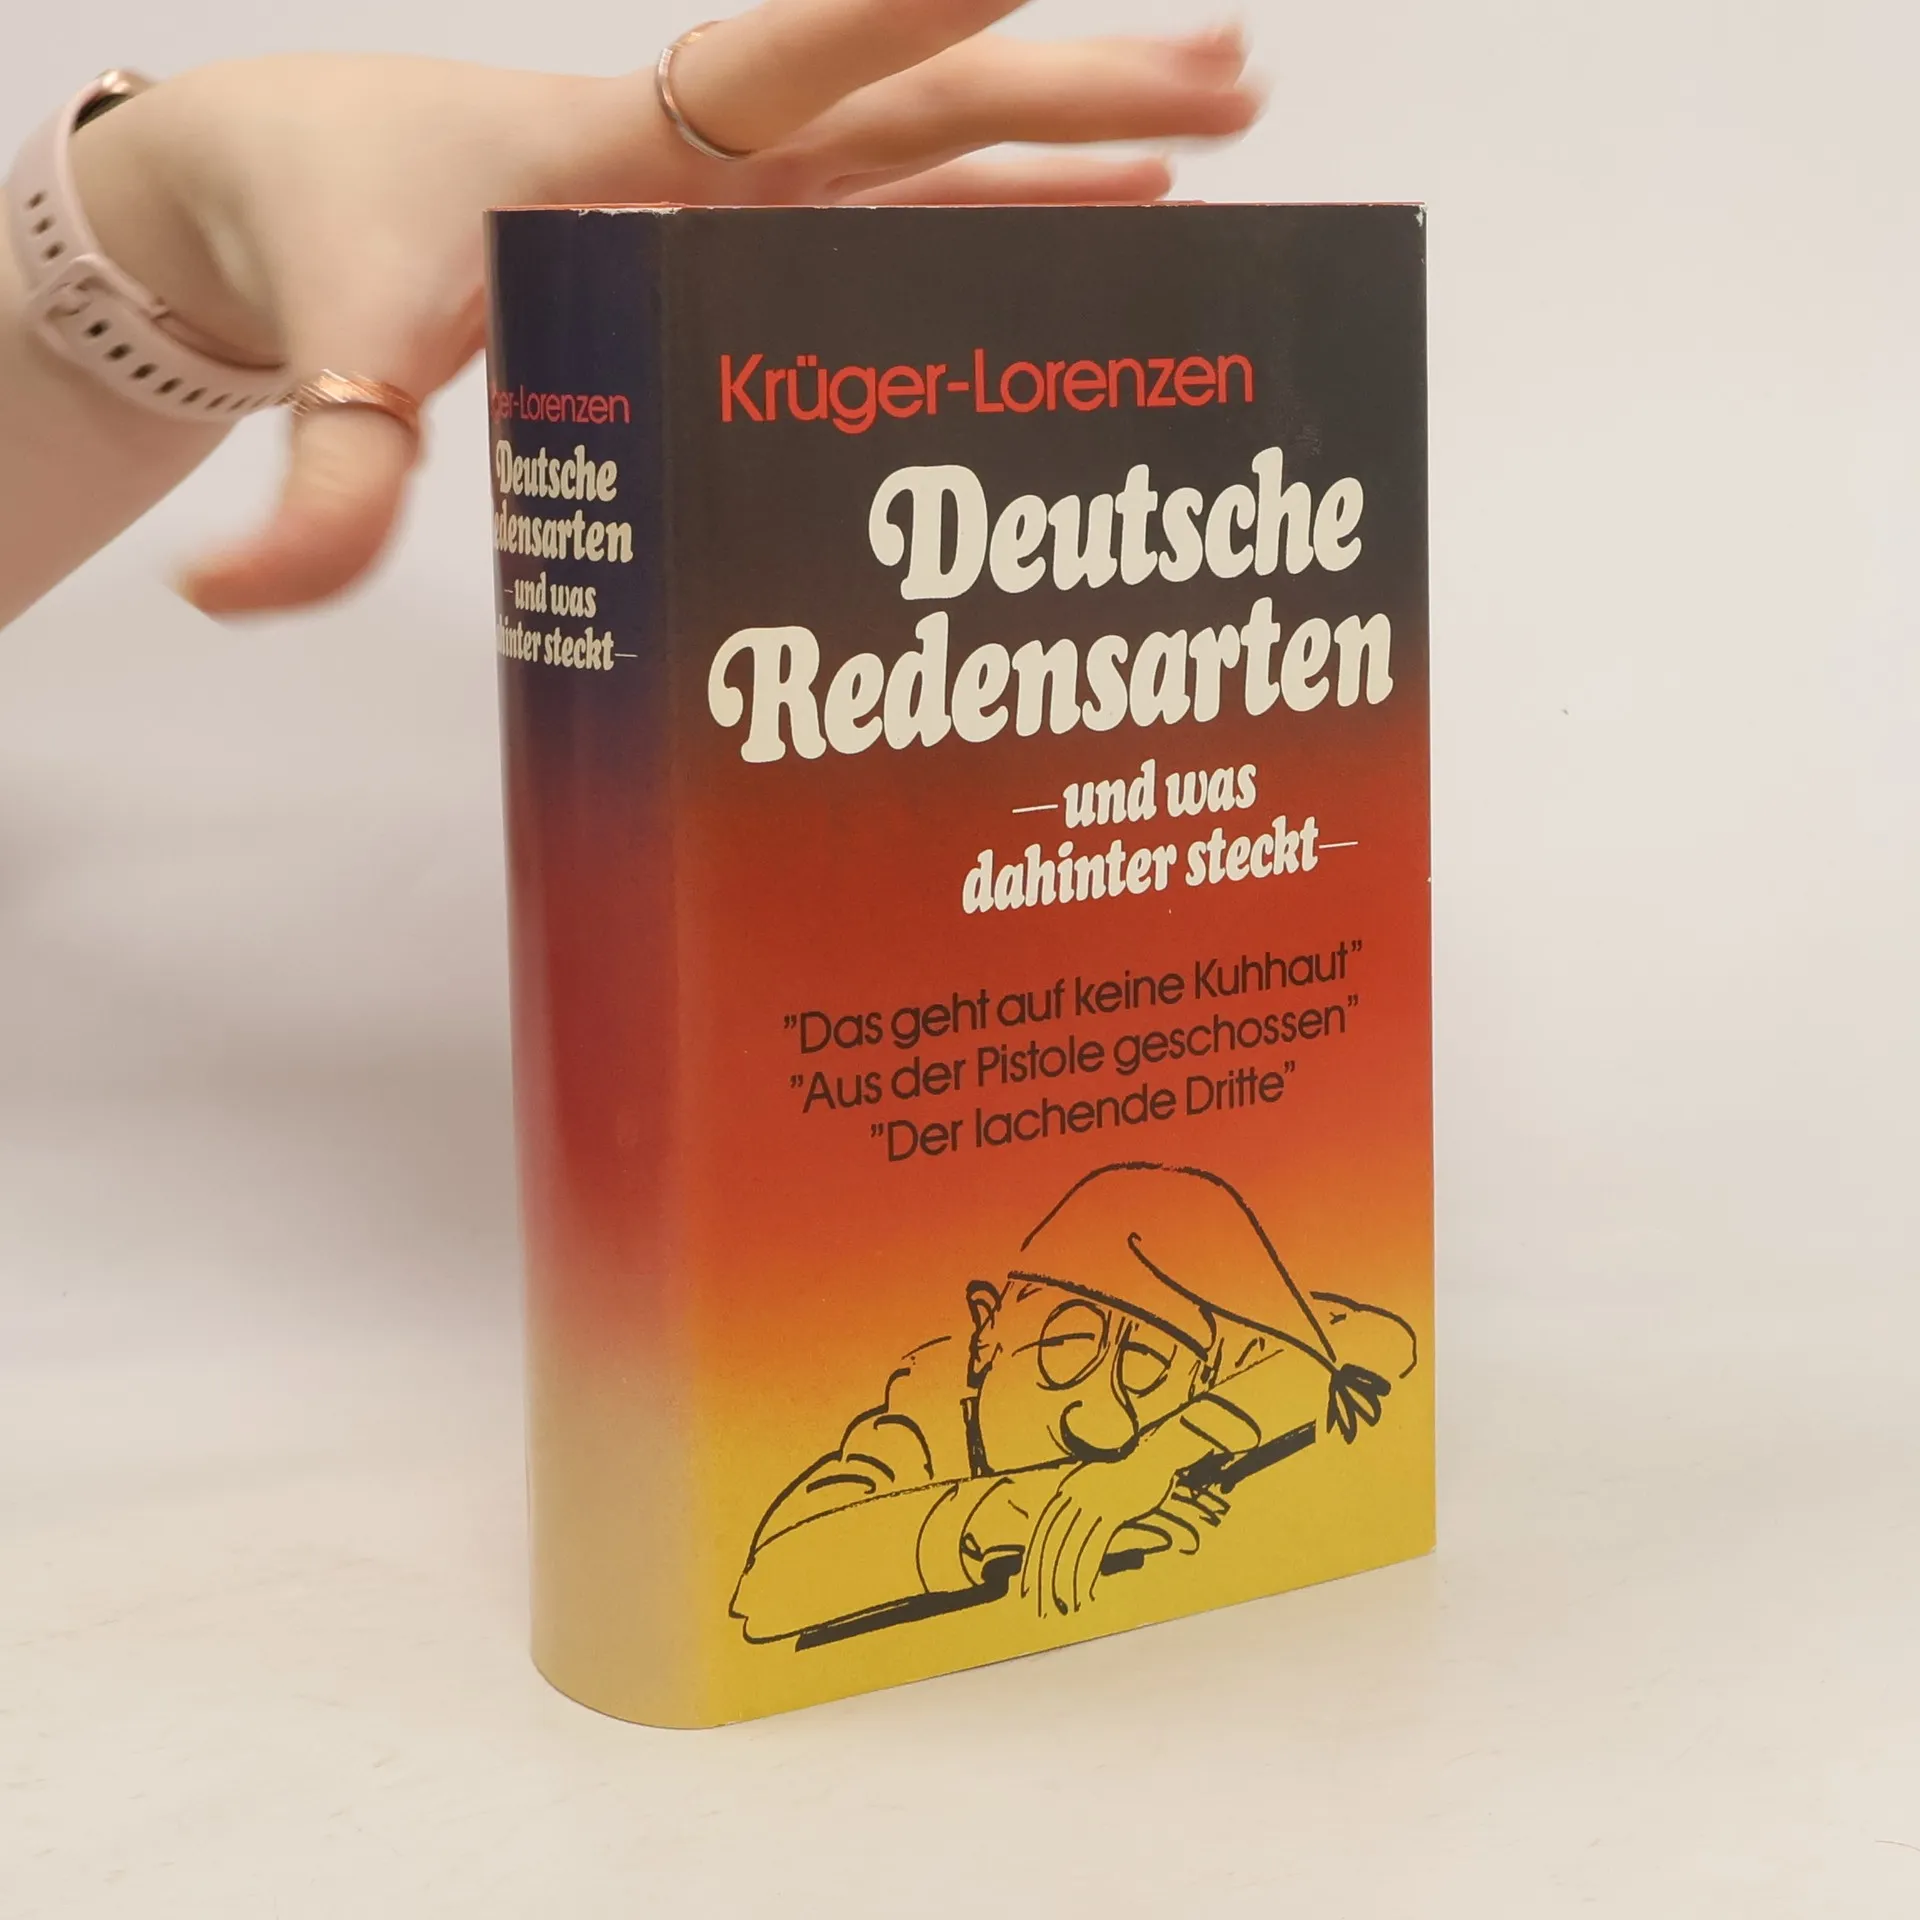 Krüger-Lorenzen
Deutsche
Redensarten
—und was
dahinter steckt—
”Das geht auf keine Kuhhaut”
”Aus der Pistole geschossen”
”Der lachende Dritte”
Deutsche
und was
steckt—